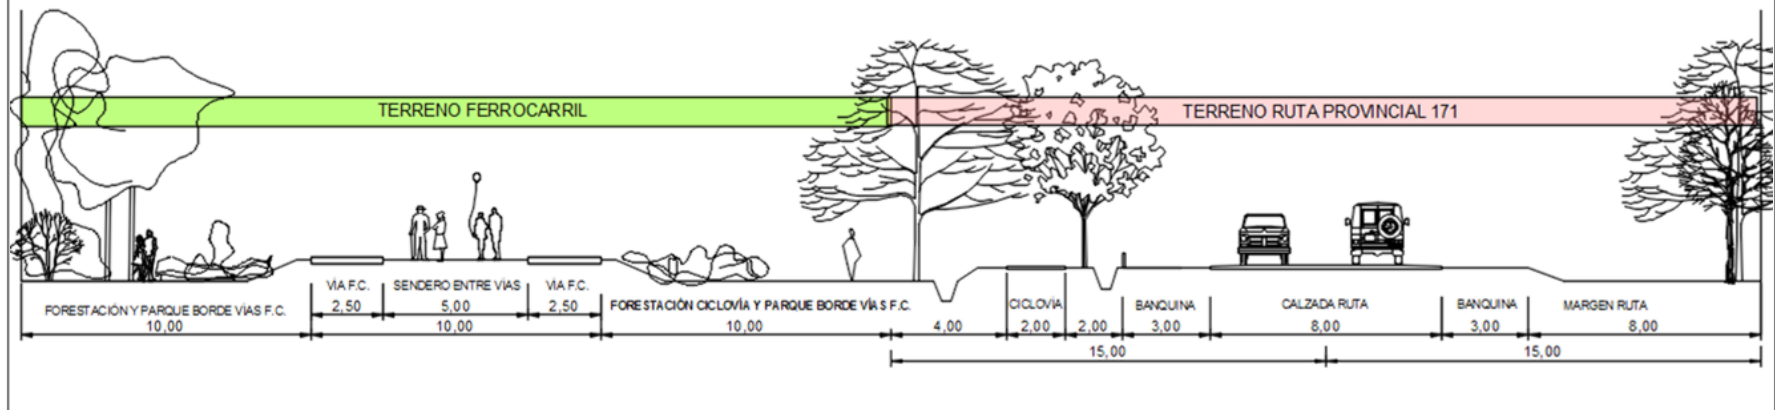 TERRENO FERROCARRIL
TERRENO RUTA PROVINCIAL 171
VÍA F.C.
SENDERO ENTRE VÍAS
VÍA F.C.
FORESTACIÓN Y PARQUE BORDE VÍAS F.C.
2,50
5,00
2,50
FORESTACIÓN CICLOVÍA Y PARQUE BORDE VÍAS F.C.
CICLOVÍA
BANQUINA
CALZADA RUTA
BANQUINA
MARGEN RUTA
10,00
10,00
10,00
4,00
2,00
2,00
3,00
8,00
3,00
8,00
15,00
15,00